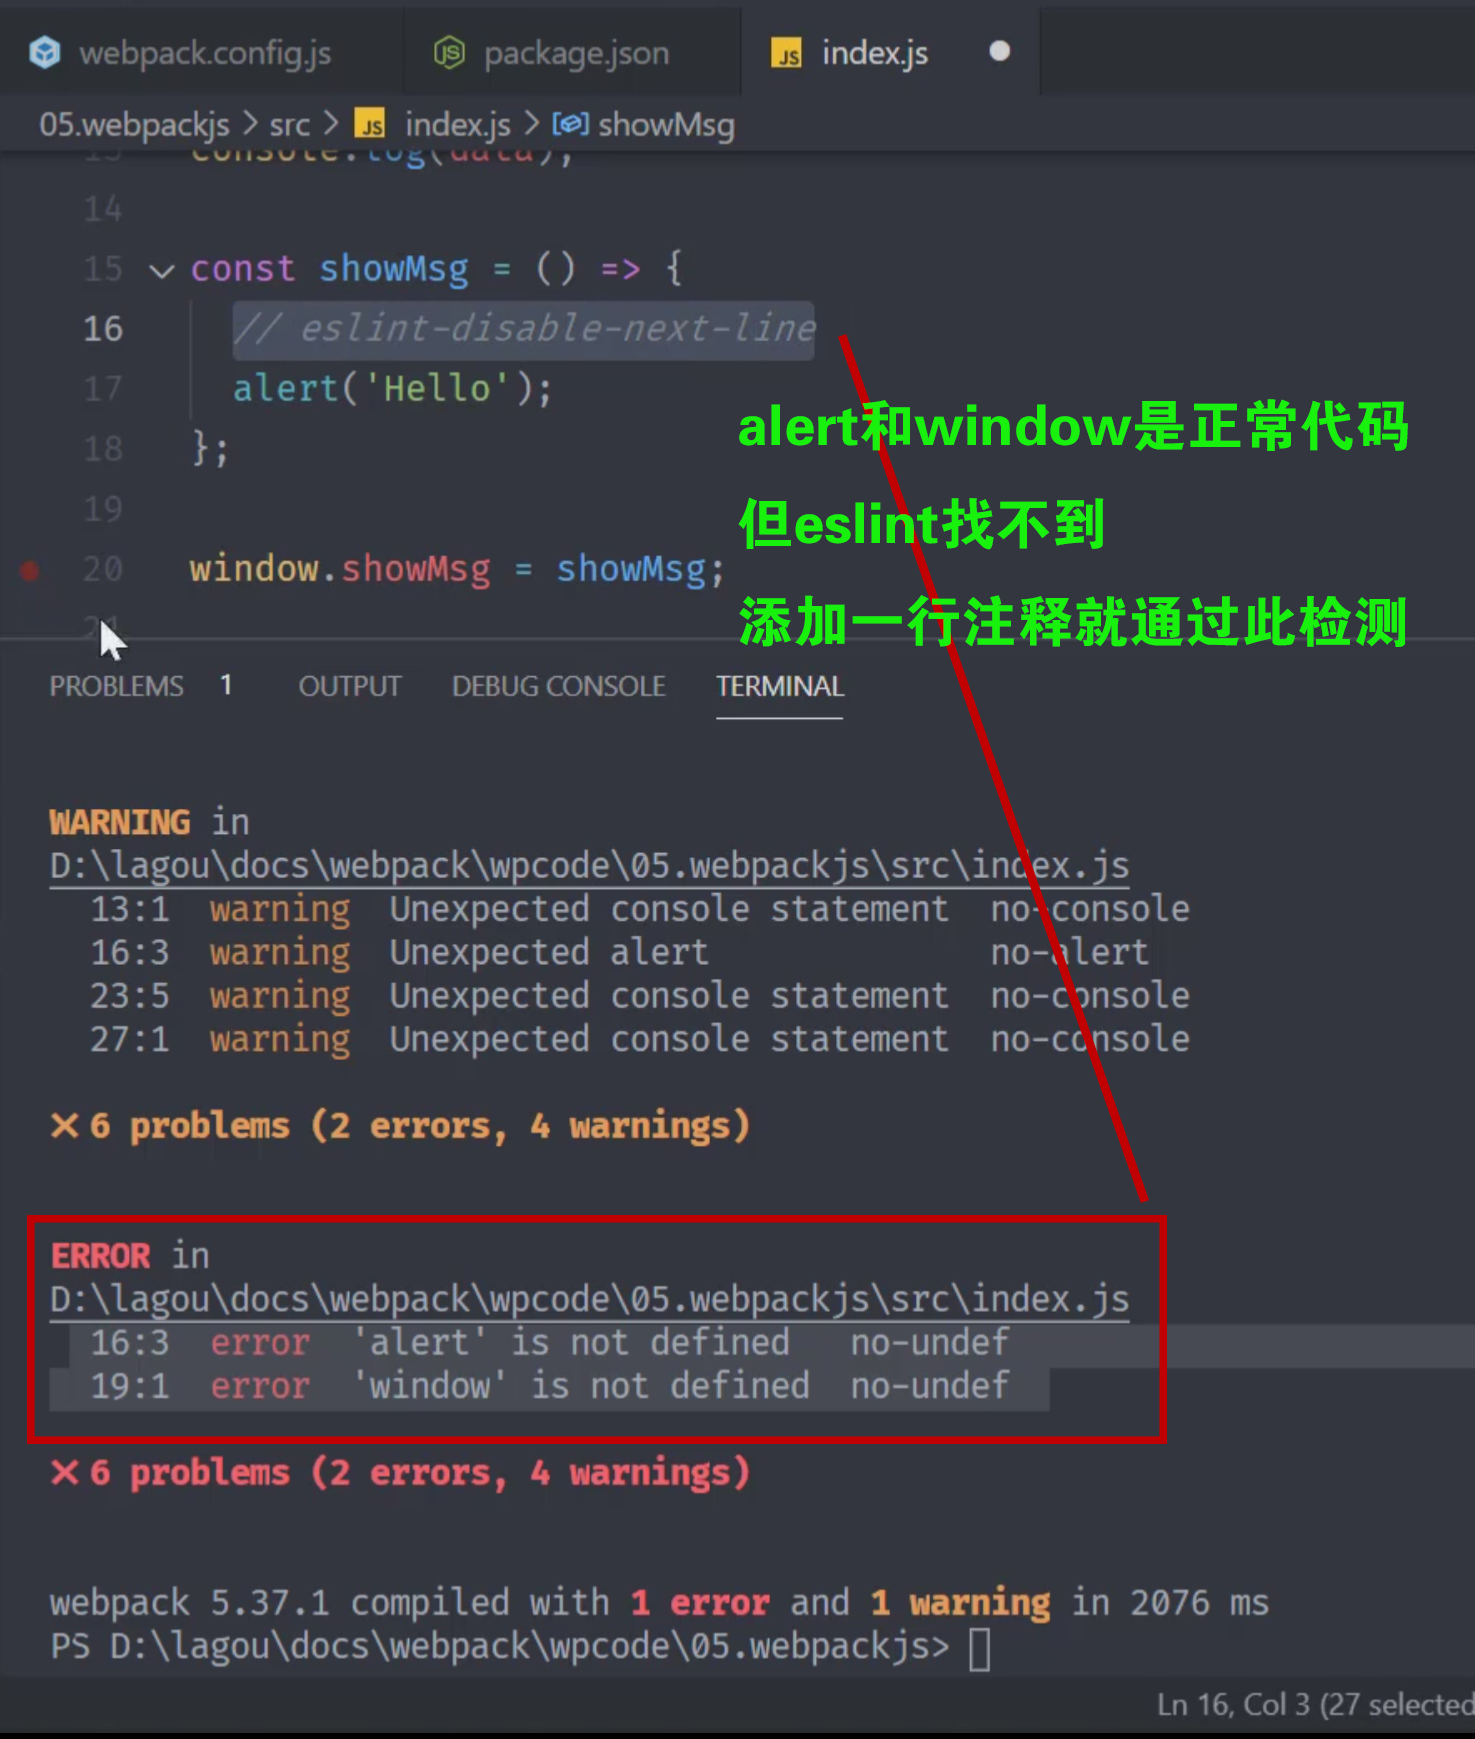 webpack.config.js package.json index.js
05.webpackjs > src > index.js > showMsg
13 console.log(data);
14
15 const showMsg = () => {
16 // eslint-disable-next-line
17 alert('Hello');
18 };
19
20 window.showMsg = showMsg;
21
alert和window是正常代码
但eslint找不到
添加一行注释就通过此检测
PROBLEMS 1 OUTPUT DEBUG CONSOLE TERMINAL
WARNING in
D:\lagou\docs\webpack\wpcode\05.webpackjs\src\index.js
13:1 warning Unexpected console statement no-console
16:3 warning Unexpected alert no-alert
23:5 warning Unexpected console statement no-console
27:1 warning Unexpected console statement no-console
✕ 6 problems (2 errors, 4 warnings)
ERROR in
D:\lagou\docs\webpack\wpcode\05.webpackjs\src\index.js
16:3 error 'alert' is not defined no-undef
19:1 error 'window' is not defined no-undef
✕ 6 problems (2 errors, 4 warnings)
webpack 5.37.1 compiled with 1 error and 1 warning in 2076 ms
PS D:\lagou\docs\webpack\wpcode\05.webpackjs>
Ln 16, Col 3 (27 selected